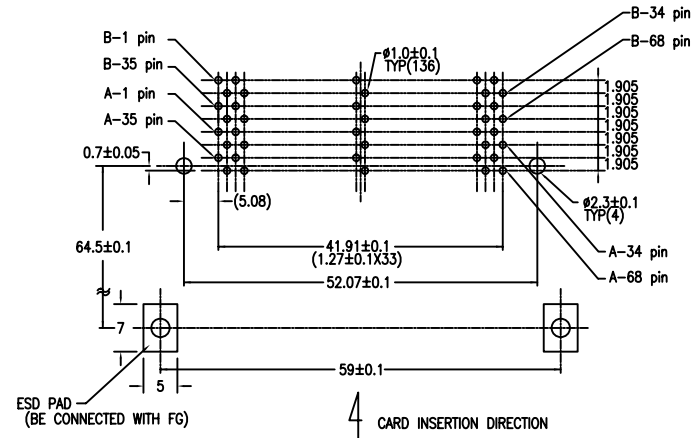 B-1 pin
B-35 pin
A-1 pin
A-35 pin
ø1.0±0.1
TYP(136)
B-34 pin
B-68 pin
1.905
1.905
1.905
1.905
1.905
1.905
1.905
0.7±0.05
(5.08)
ø2.3±0.1
TYP(4)
64.5±0.1
41.91±0.1
(1.27±0.1X33)
A-34 pin
A-68 pin
52.07±0.1
7
59±0.1
5
ESD PAD
(BE CONNECTED WITH FG)
CARD INSERTION DIRECTION